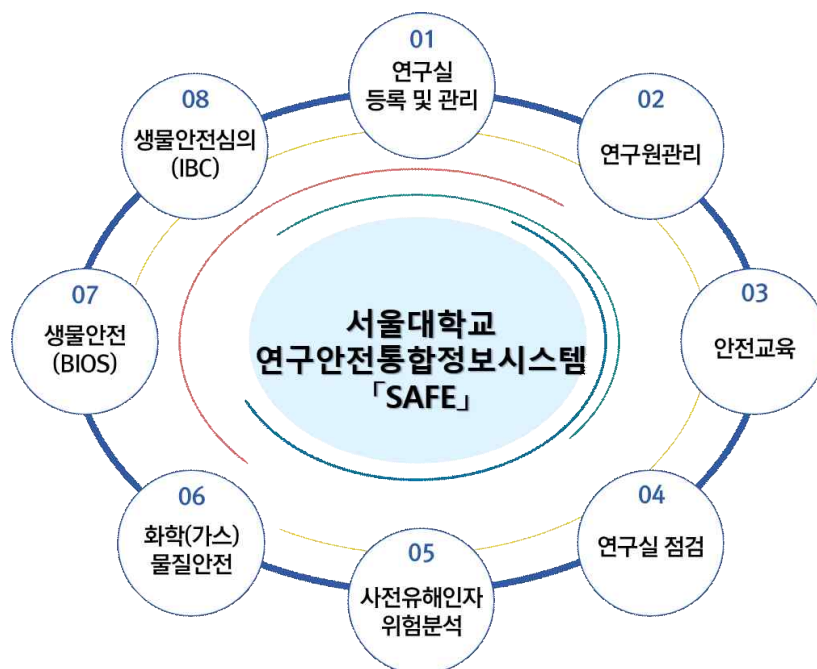 01
연구실
등록 및 관리
02
연구원관리
03
안전교육
04
연구실 점검
05
사전유해인자
위험분석
06
화학(가스)
물질안전
07
생물안전
(BIOS)
08
생물안전심의
(IBC)
서울대학교
연구안전통합정보시스템
「SAFE」